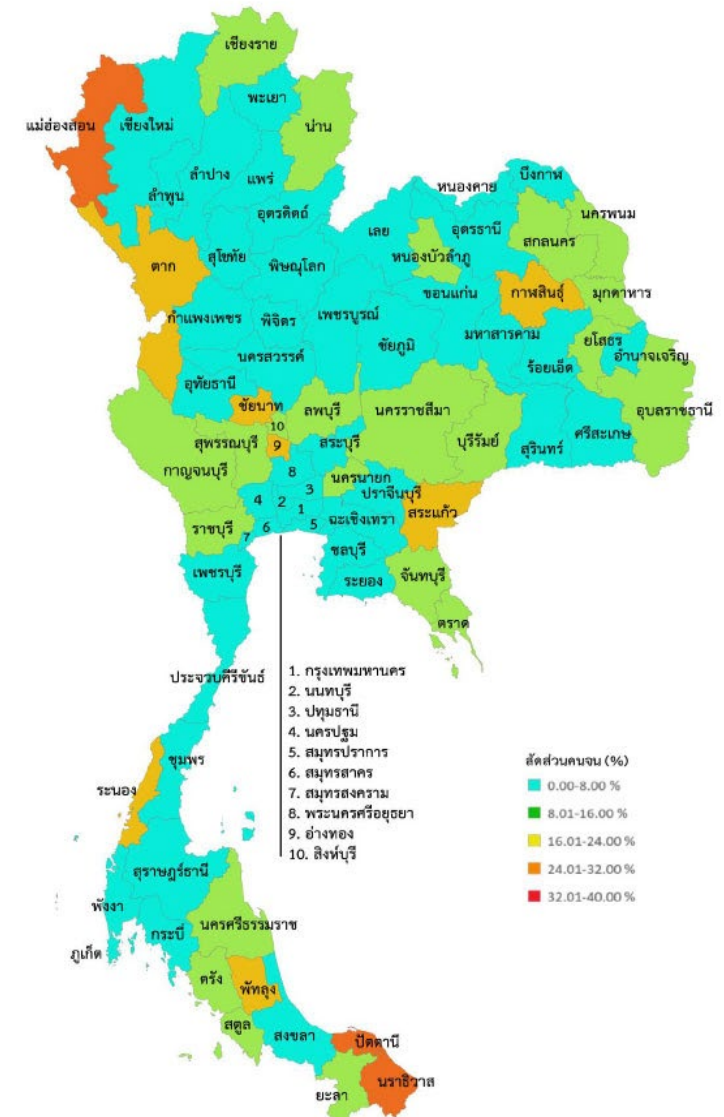 เชียงราย
พะเยา
น่าน
แม่ฮ่องสอน
เชียงใหม่
ลำปาง
แพร่
ลำพูน
อุตรดิตถ์
หนองคาย
บึงกาฬ
เลย
อุดรธานี
นครพนม
สกลนคร
ตาก
สุโขทัย
พิษณุโลก
หนองบัวลำภู
ขอนแก่น
กาฬสินธุ์
มุกดาหาร
กำแพงเพชร
พิจิตร
เพชรบูรณ์
ชัยภูมิ
มหาสารคาม
ยโสธร
อำนาจเจริญ
นครสวรรค์
ร้อยเอ็ด
อุทัยธานี
ชัยนาท
ลพบุรี
นครราชสีมา
อุบลราชธานี
10
สุพรรณบุรี
9
สระบุรี
บุรีรัมย์
สุรินทร์
ศรีสะเกษ
กาญจนบุรี
8
นครนายก
ปราจีนบุรี
4
2
3
1
สระแก้ว
ราชบุรี
7
6
5
ฉะเชิงเทรา
ชลบุรี
เพชรบุรี
ระยอง
จันทบุรี
ตราด
ประจวบคีรีขันธ์
1. กรุงเทพมหานคร
2. นนทบุรี
3. ปทุมธานี
4. นครปฐม
5. สมุทรปราการ
6. สมุทรสาคร
7. สมุทรสงคราม
8. พระนครศรีอยุธยา
9. อ่างทอง
10. สิงห์บุรี
สัดส่วนคนจน (%)
0.00-8.00 %
8.01-16.00 %
16.01-24.00 %
24.01-32.00 %
32.01-40.00 %
ชุมพร
ระนอง
สุราษฎร์ธานี
พังงา
กระบี่
นครศรีธรรมราช
ภูเก็ต
ตรัง
พัทลุง
สตูล
สงขลา
ปัตตานี
นราธิวาส
ยะลา